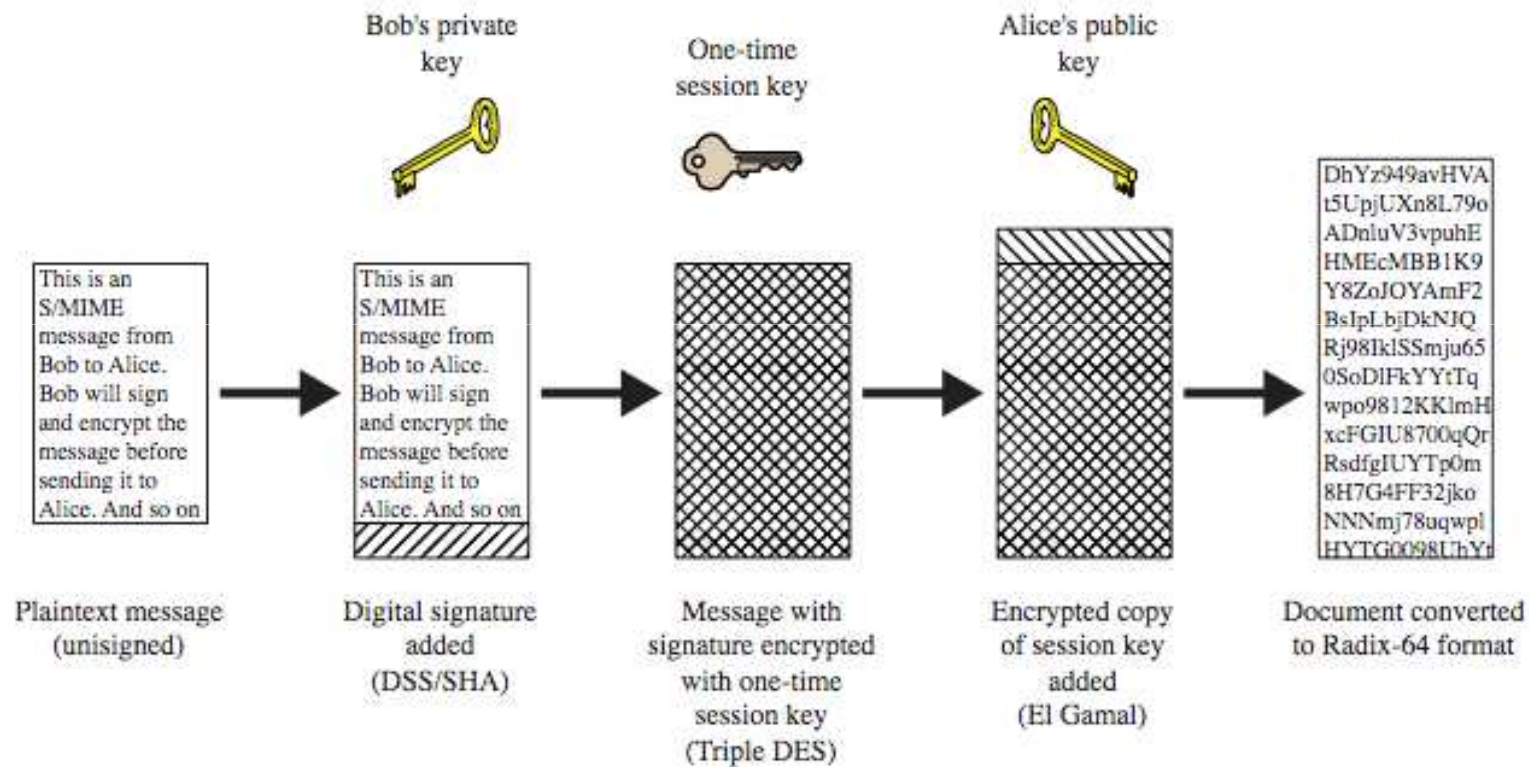 Bob's private
key
One-time
session key
Alice's public
key
This is an
S/MIME
message from
Bob to Alice.
Bob will sign
and encrypt the
message before
sending it to
Alice. And so on
This is an
S/MIME
message from
Bob to Alice.
Bob will sign
and encrypt the
message before
sending it to
Alice. And so on
DhYz949avHVA
t5UpjUXn8L79o
ADnluV3vpuhE
HMEcMBB1K9
Y8ZoJOYAmF2
BsIpLbjDkNJQ
Rj98IklSSmju65
0SoDlFkYYtTq
wpo9812KKlmH
xcFGIU8700qQr
RsdfgIUYTp0m
8H7G4FF32jko
NNNmj78uqwpl
HYTG0098UhYt
Plaintext message
(unisigned)
Digital signature
added
(DSS/SHA)
Message with
signature encrypted
with one-time
session key
(Triple DES)
Encrypted copy
of session key
added
(El Gamal)
Document converted
to Radix-64 format